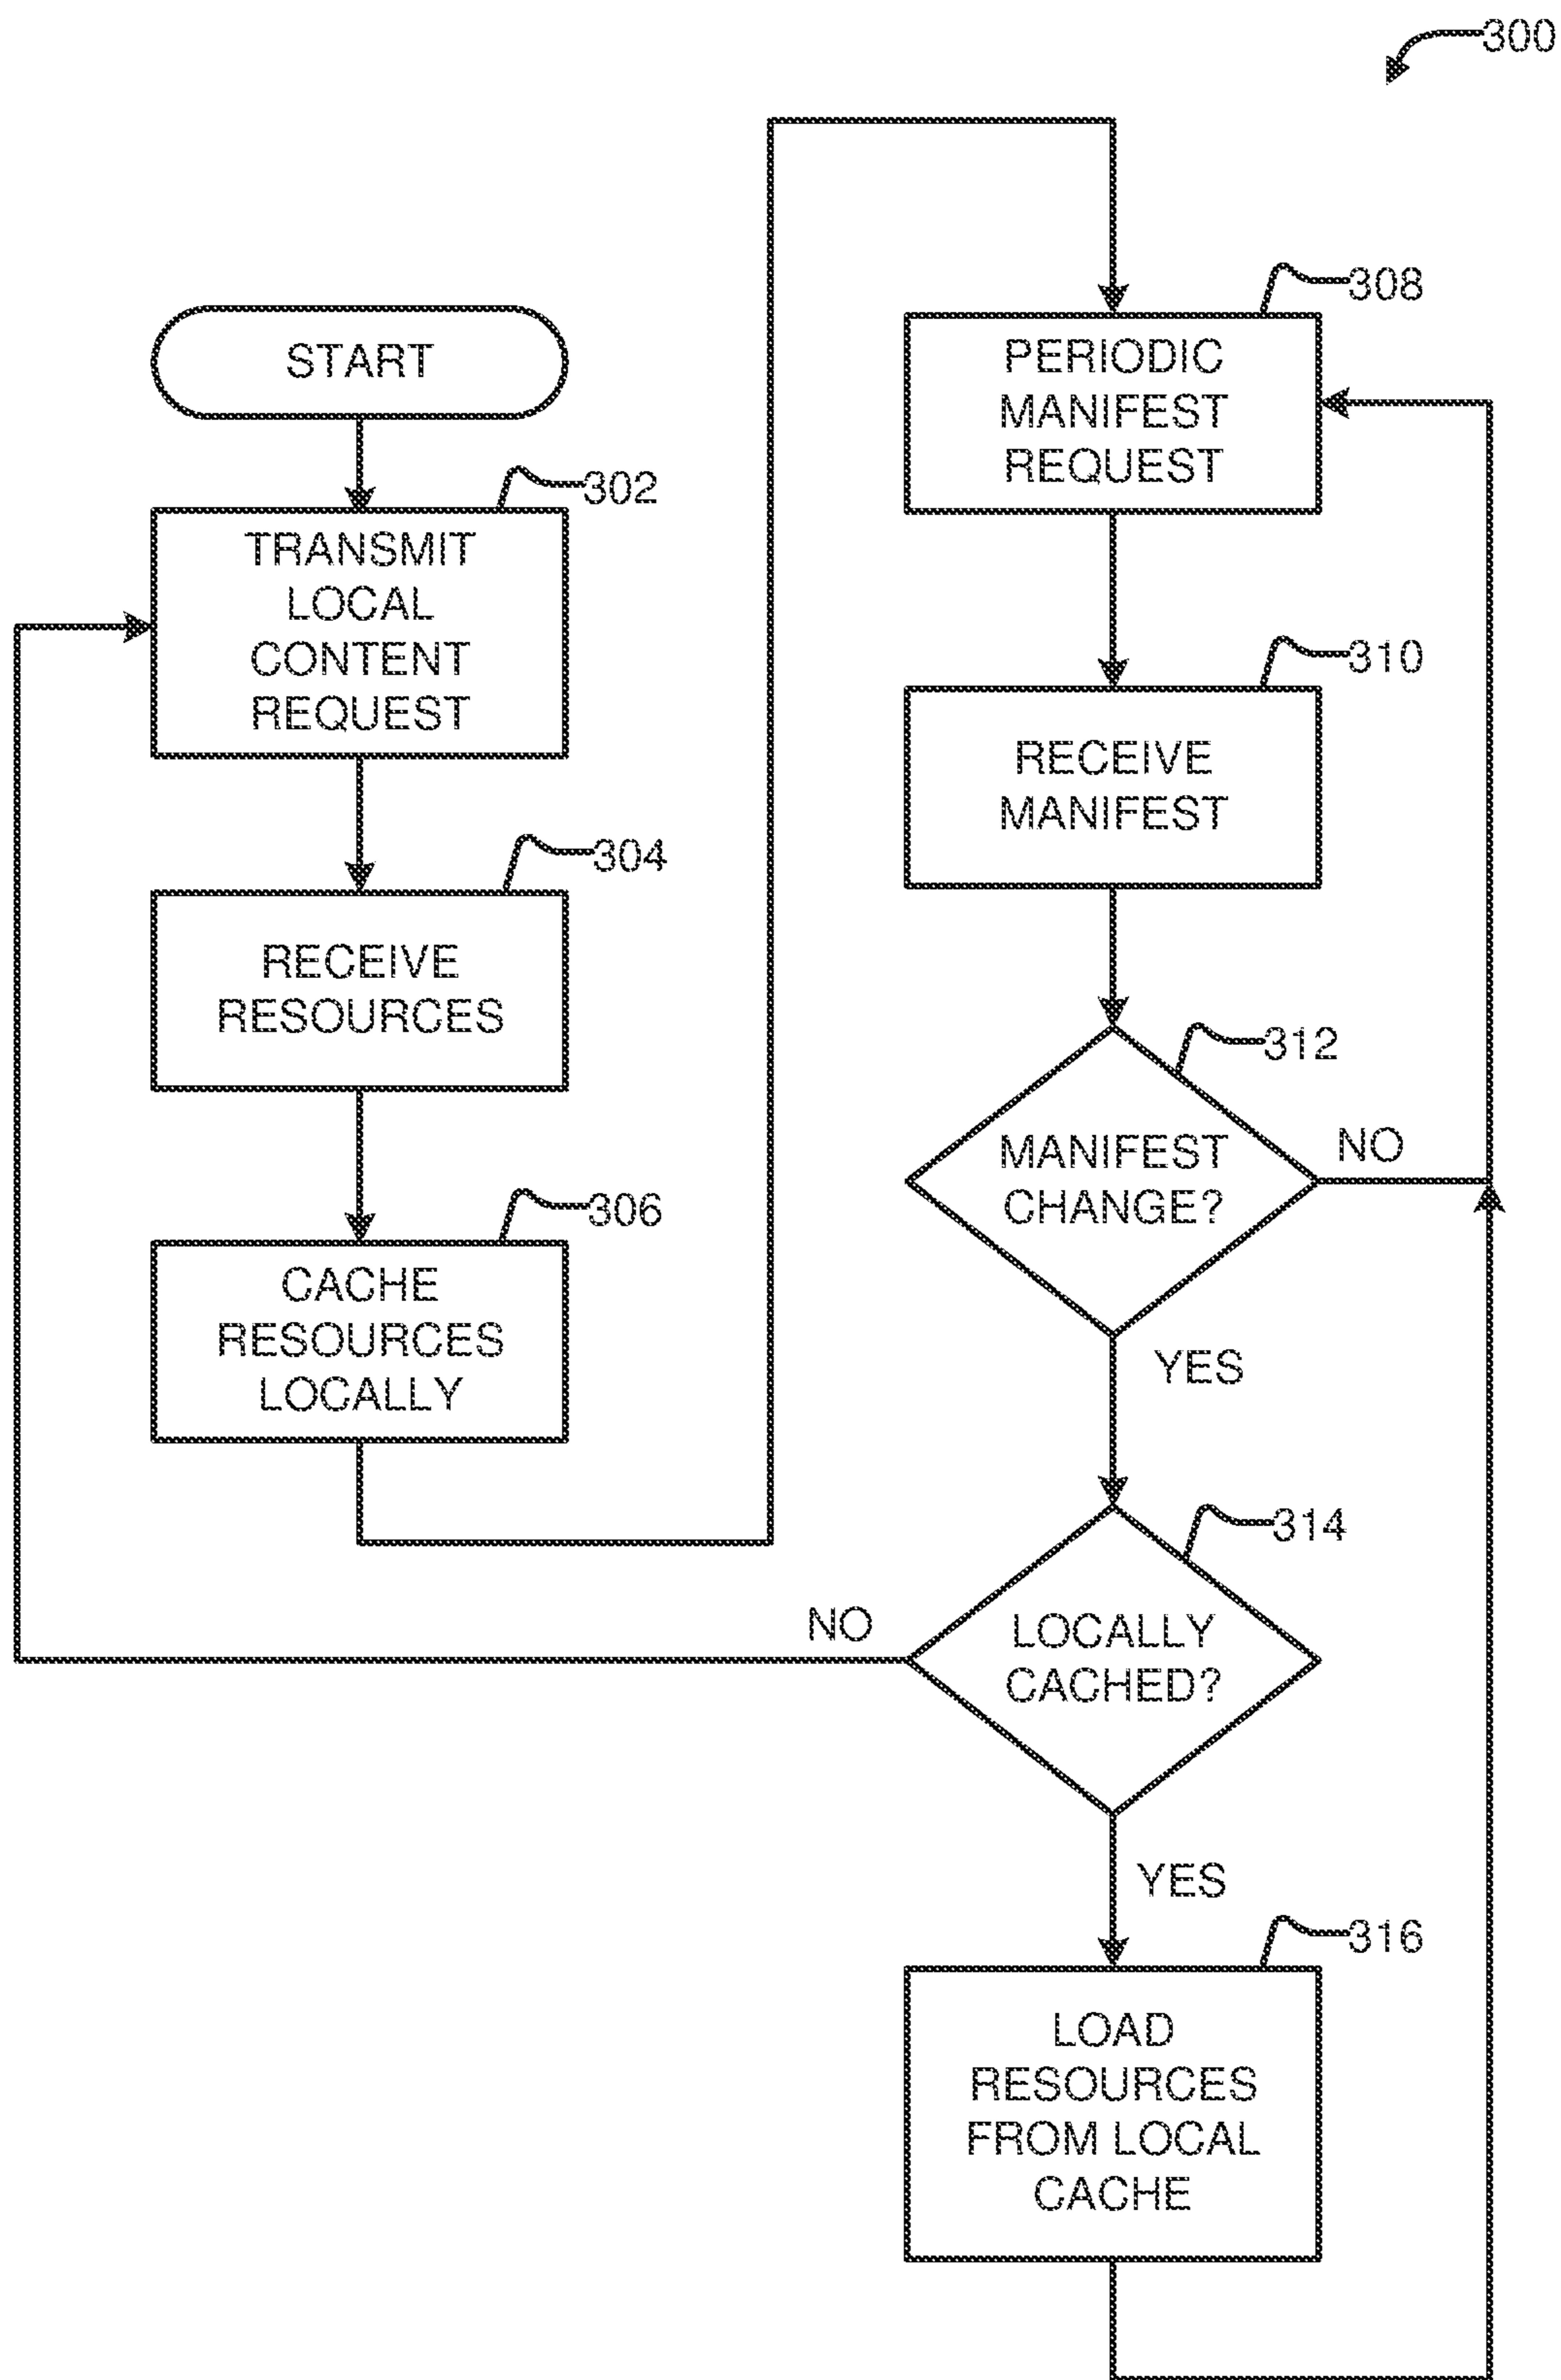 300
START
302
TRANSMIT
LOCAL
CONTENT
REQUEST
304
RECEIVE
RESOURCES
306
CACHE
RESOURCES
LOCALLY
308
PERIODIC
MANIFEST
REQUEST
310
RECEIVE
MANIFEST
312
MANIFEST
CHANGE?
NO
YES
314
LOCALLY
CACHED?
NO
YES
316
LOAD
RESOURCES
FROM LOCAL
CACHE